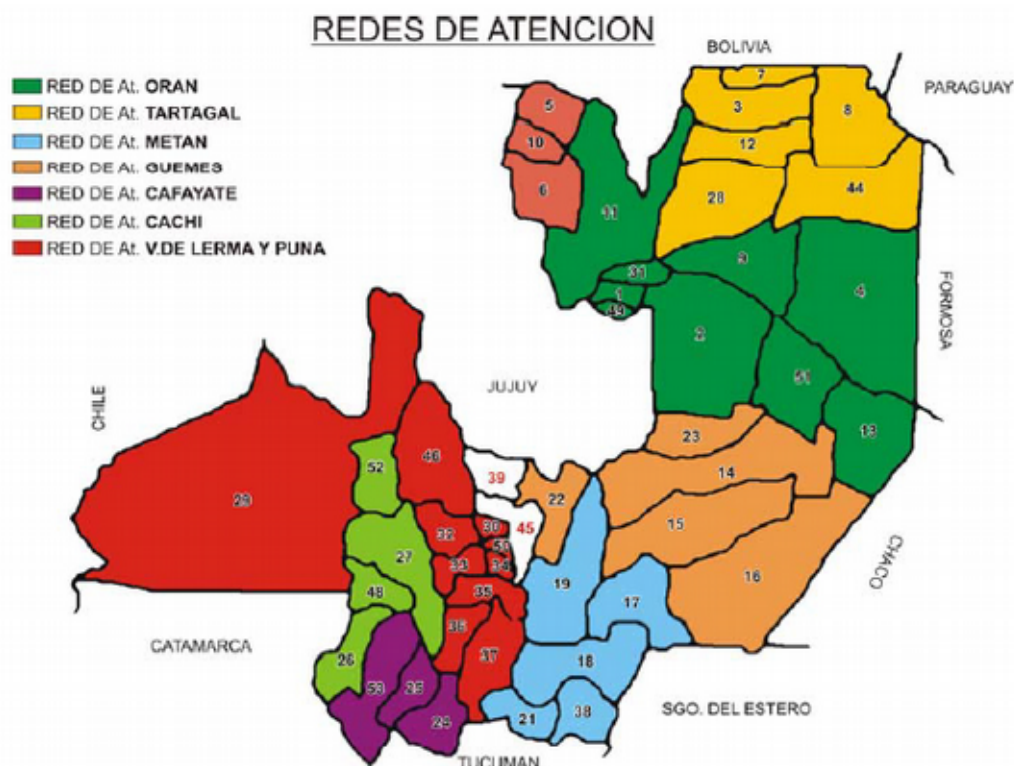 REDES DE ATENCION
BOLIVIA
PARAGUAY
RED DE At. ORAN
RED DE At. TARTAGAL
RED DE At. METAN
RED DE At. GUEMES
RED DE At. CAFAYATE
RED DE At. CACHI
RED DE At. V.DE LERMA Y PUNA
7
5
3
8
10
12
6
28
44
11
31
9
1
4
49
2
FORMOSA
51
JUJUY
CHILE
13
23
46
52
39
14
22
29
15
30
45
32
50
27
33
34
16
CHACO
19
48
35
17
36
CATAMARCA
37
26
18
53
25
SGO. DEL ESTERO
24
21
38
TUCUMAN